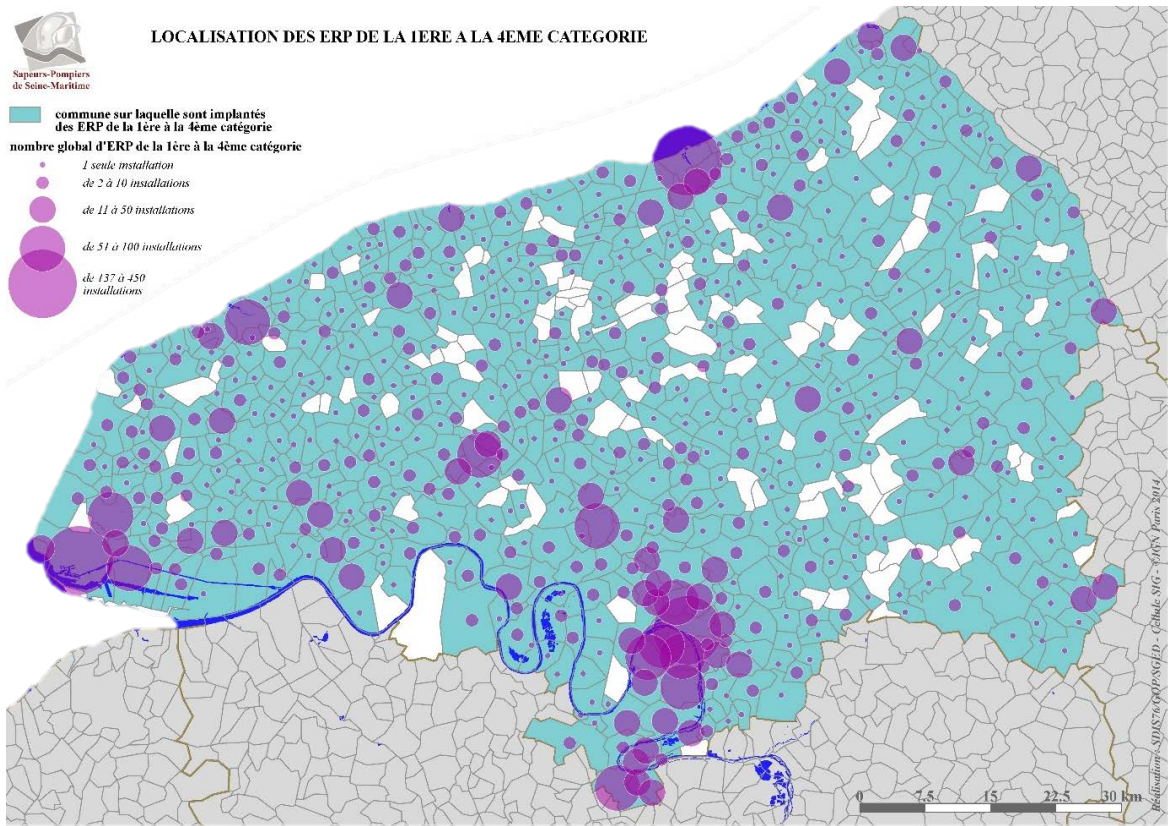 LOCALISATION DES ERP DE LA 1ERE A LA 4EME CATEGORIE
Sapeurs-Pompiers
de Seine-Maritime
commune sur laquelle sont implantés
des ERP de la 1ère à la 4ème catégorie
nombre global d'ERP de la 1ère à la 4ème catégorie
1 seule installation
de 2 à 10 installations
de 11 à 50 installations
de 51 à 100 installations
de 137 à 450
installations
Réalisation : SDIS76/GOP/SGED - Cellule SIG - ©IGN Paris 2014
0 7.5 15 22.5 30 km